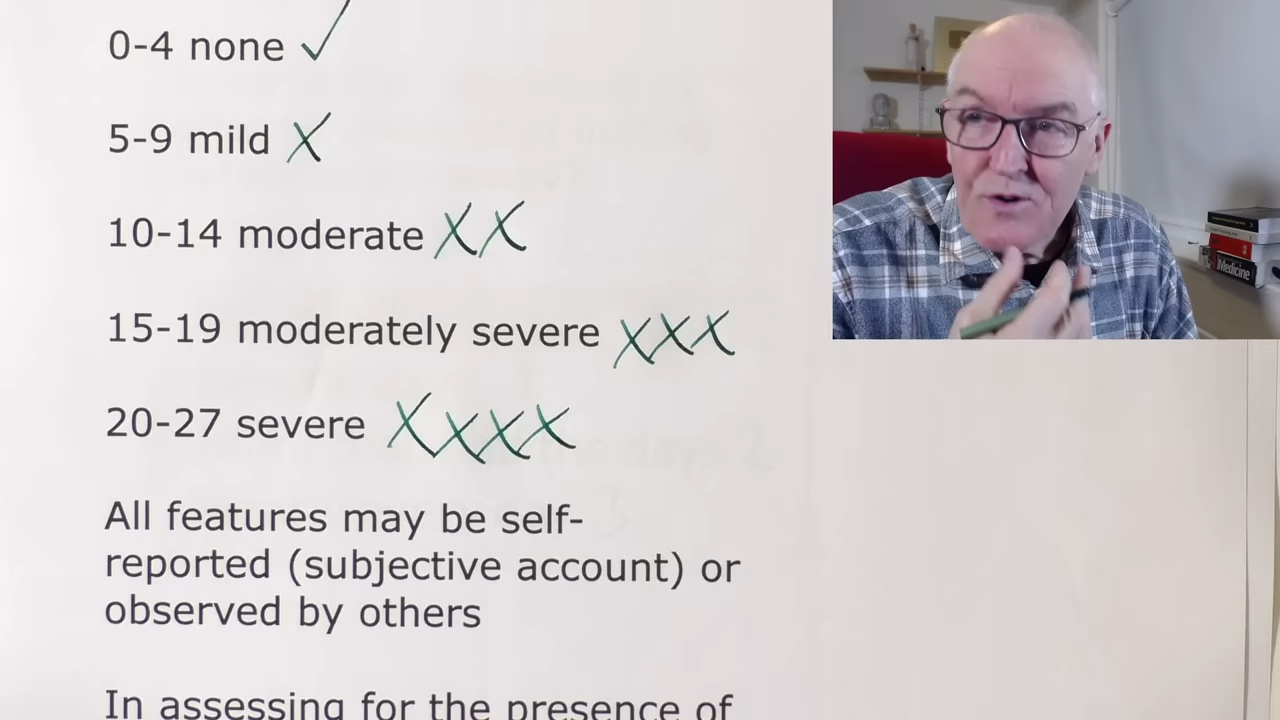 0-4 none ✓
5-9 mild X
10-14 moderate XX
15-19 moderately severe XXX
20-27 severe XXXX
All features may be self-
reported (subjective account) or
observed by others
In assessing for the presence of
Medicine